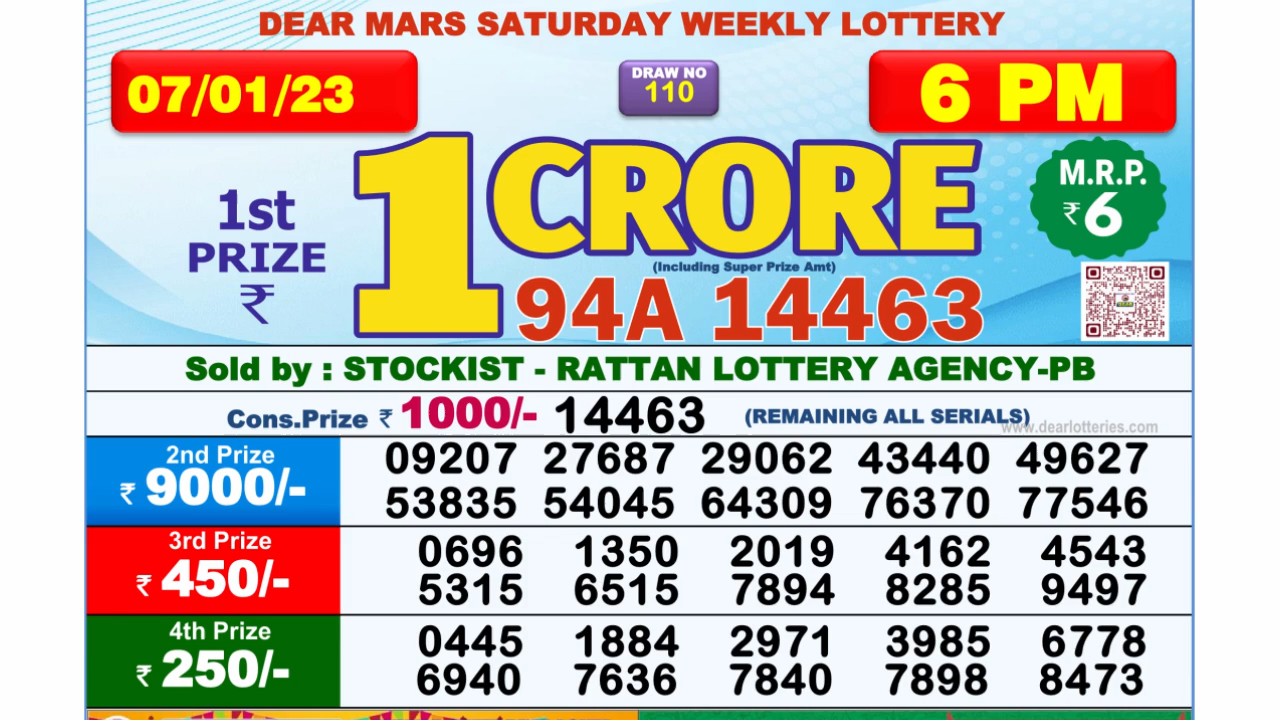 DEAR MARS SATURDAY WEEKLY LOTTERY
07/01/23
DRAW NO
110
6 PM
1st
PRIZE
₹
1 CRORE
(Including Super Prize Amt)
94A 14463
M.R.P.
₹ 6
Sold by : STOCKIST - RATTAN LOTTERY AGENCY-PB
Cons.Prize ₹ 1000/- 14463 (REMAINING ALL SERIALS)
www.dearlotteries.com
2nd Prize
₹ 9000/-
09207 27687 29062 43440 49627
53835 54045 64309 76370 77546
3rd Prize
₹ 450/-
0696 1350 2019 4162 4543
5315 6515 7894 8285 9497
4th Prize
₹ 250/-
0445 1884 2971 3985 6778
6940 7636 7840 7898 8473